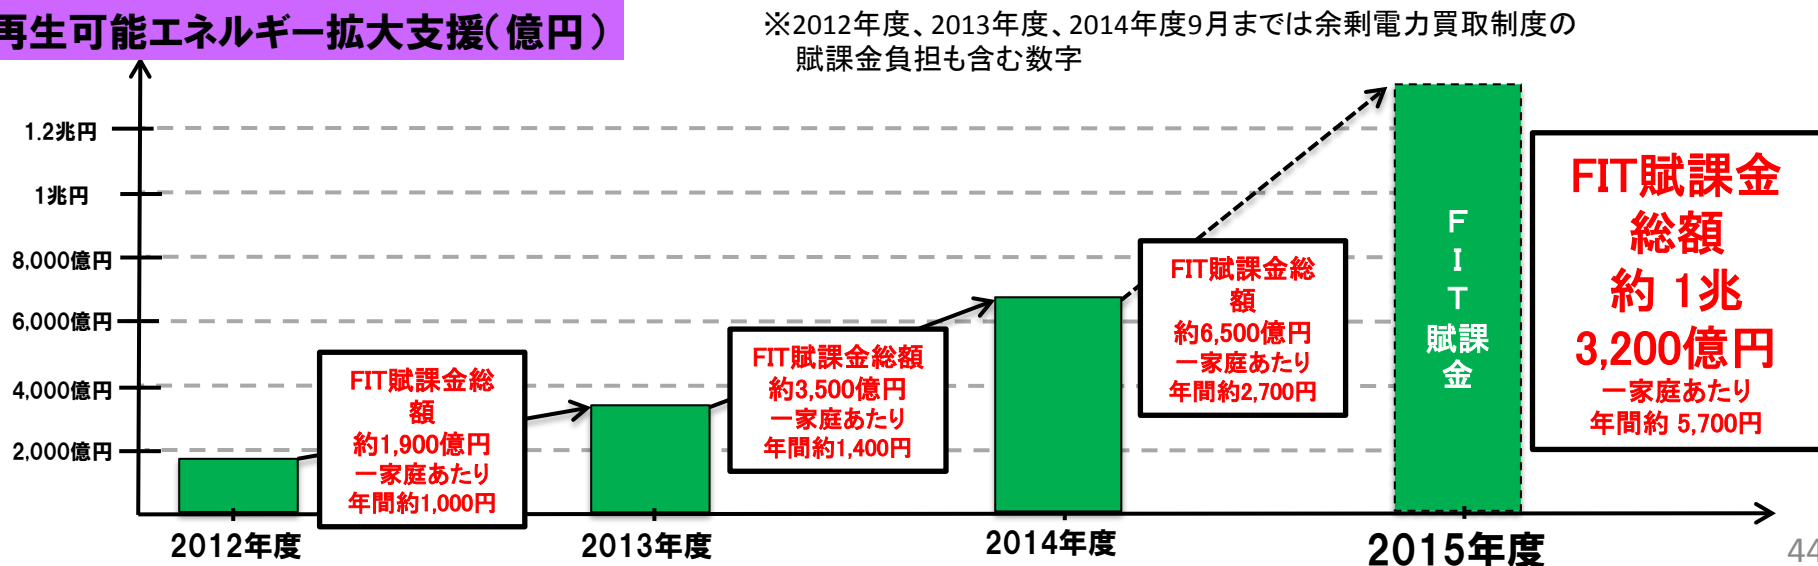 再生可能エネルギー拡大支援(億円)
※2012年度、2013年度、2014年度9月までは余剰電力買取制度の
賦課金負担も含む数字
1.2兆円
1兆円
8,000億円
6,000億円
4,000億円
2,000億円
FIT賦課金総
額
約1,900億円
一家庭あたり
年間約1,000円
FIT賦課金総額
約3,500億円
一家庭あたり
年間約1,400円
FIT賦課金総
額
約6,500億円
一家庭あたり
年間約2,700円
F
I
T
賦課
金
FIT賦課金
総額
約 1兆
3,200億円
一家庭あたり
年間約 5,700円
2012年度
2013年度
2014年度
2015年度
44